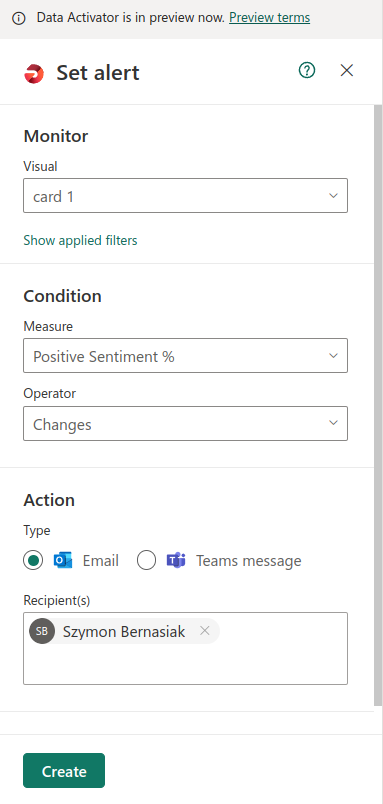 Data Activator is in preview now. Preview terms
Set alert
Monitor
Visual
card 1
Show applied filters
Condition
Measure
Positive Sentiment %
Operator
Changes
Action
Type
Email Teams message
Recipient(s)
SB Szymon Bernasiak
Create